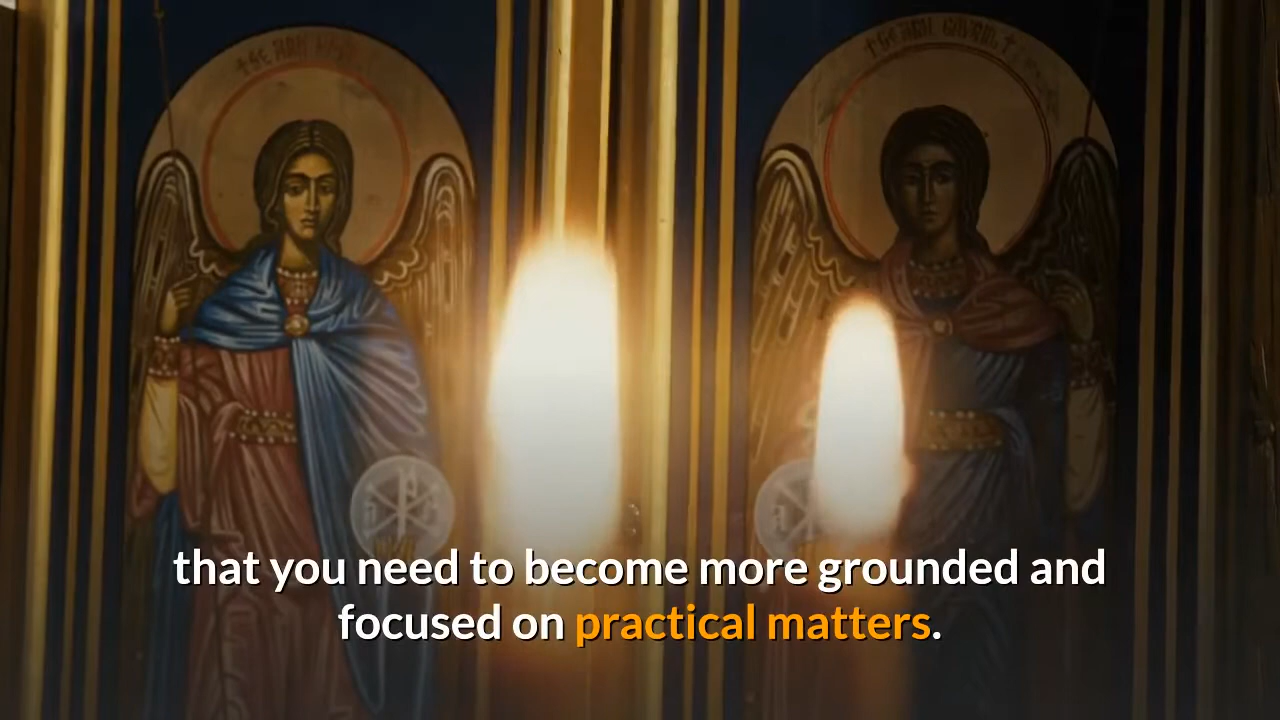 that you need to become more grounded and
focused on practical matters.